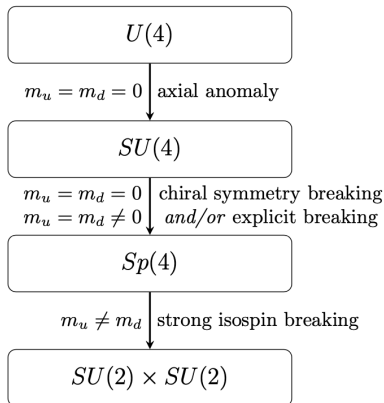 U(4)
m_u = m_d = 0 axial anomaly
SU(4)
m_u = m_d = 0 chiral symmetry breaking
m_u = m_d ≠ 0 and/or explicit breaking
Sp(4)
m_u ≠ m_d strong isospin breaking
SU(2) × SU(2)